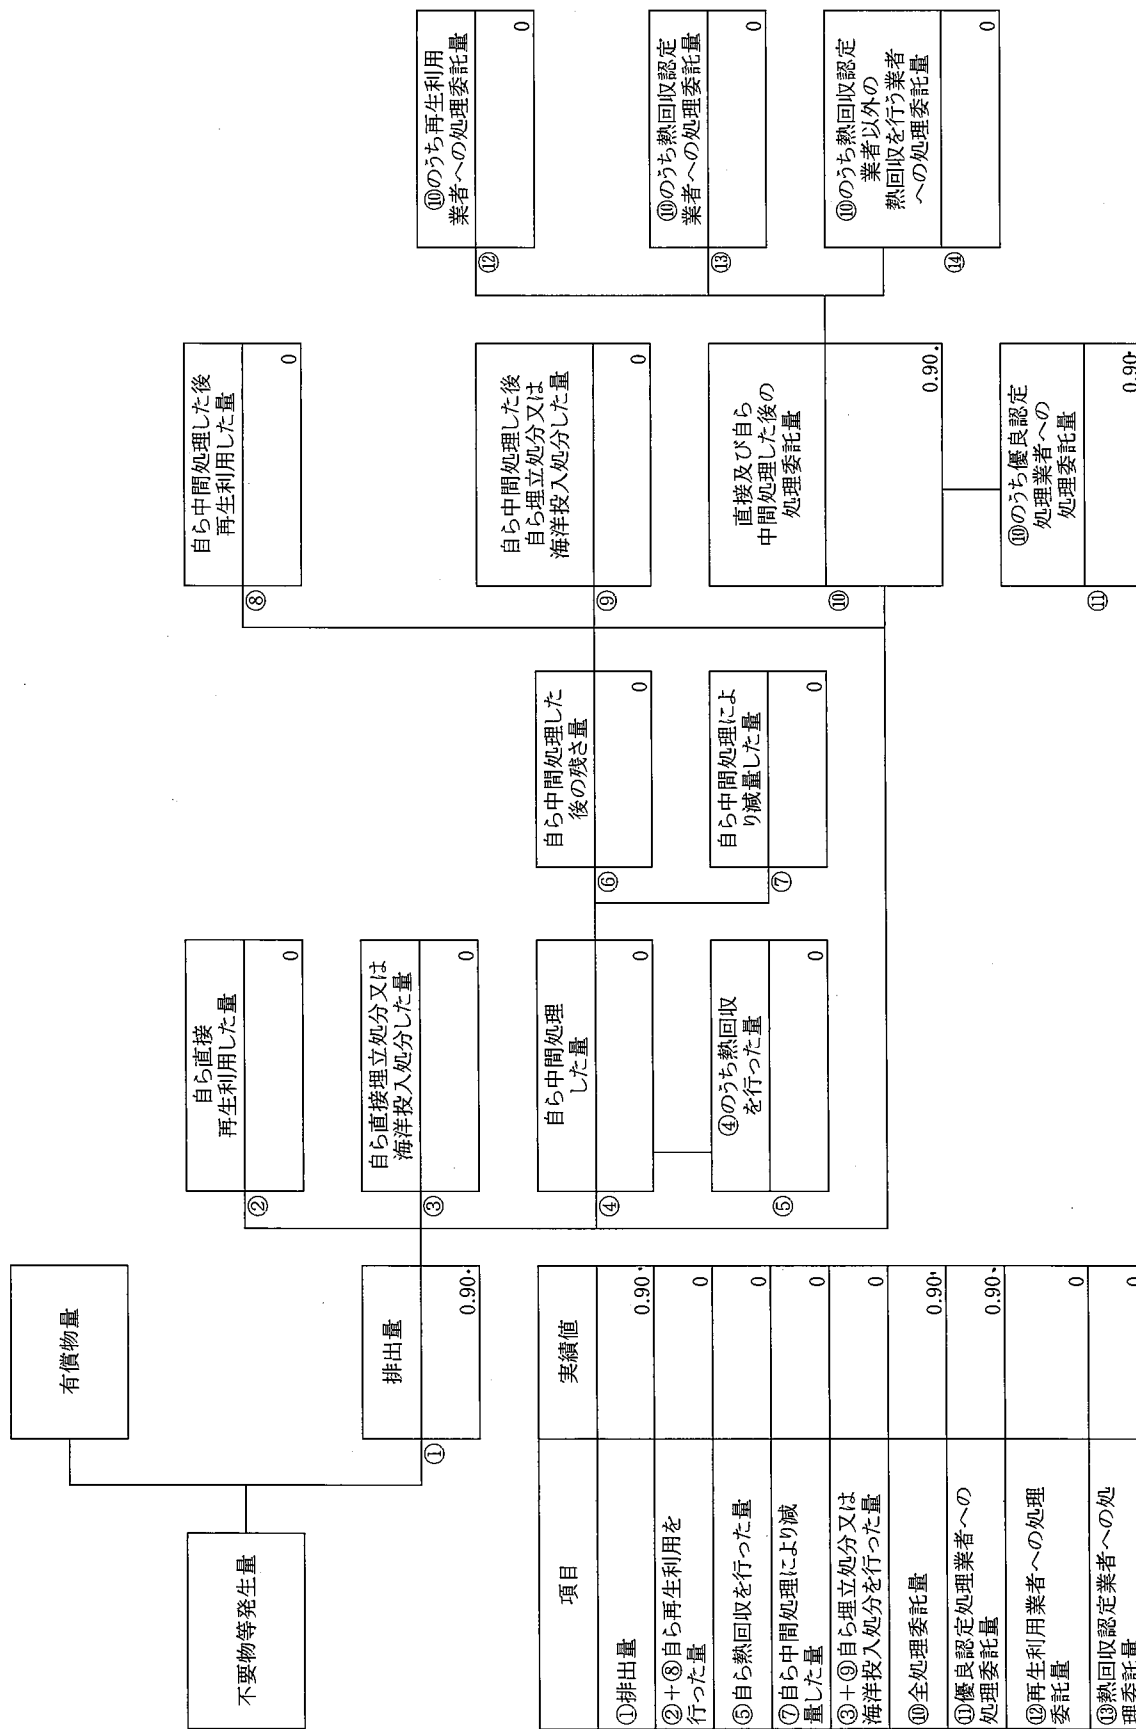 有償物量
不要物等発生量
排出量
①
0.90
自ら直接
再生利用した量
②
0
自ら直接埋立処分又は
海洋投入処分した量
③
0
自ら中間処理
した量
④
0
④のうち熱回収
を行った量
⑤
0
自ら中間処理した
後の残さ量
⑥
0
自ら中間処理によ
り減量した量
⑦
0
自ら中間処理した後
再生利用した量
⑧
0
自ら中間処理した後
自ら埋立処分又は
海洋投入処分した量
⑨
0
直接及び自ら
中間処理した後の
処理委託量
⑩
0.90
⑩のうち優良認定
処理業者への
処理委託量
⑪
0.90
⑩のうち再生利用
業者への処理委託量
⑫
0
⑩のうち熱回収認定
業者への処理委託量
⑬
0
⑩のうち熱回収認定
業者以外の
熱回収を行う業者
への処理委託量
⑭
0
項目 実績値
①排出量 0.90
②+⑧自ら再生利用を
行った量 0
⑤自ら熱回収を行った量 0
⑦自ら中間処理により減
量した量 0
③+⑨自ら埋立処分又は
海洋投入処分を行った量 0
⑩全処理委託量 0.90
⑪優良認定処理業者への
処理委託量 0.90
⑫再生利用業者への処理
委託量 0
⑬熱回収認定業者への処
理委託量 0